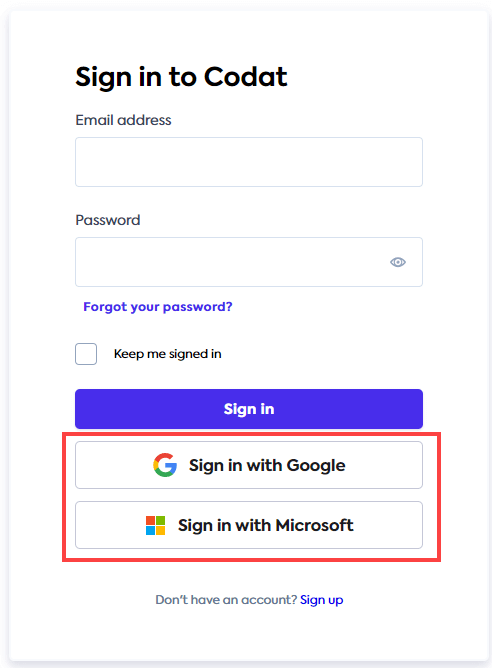 Sign in to Codat
Email address
Password
Forgot your password?
Keep me signed in
Sign in
Sign in with Google
Sign in with Microsoft
Don't have an account? Sign up